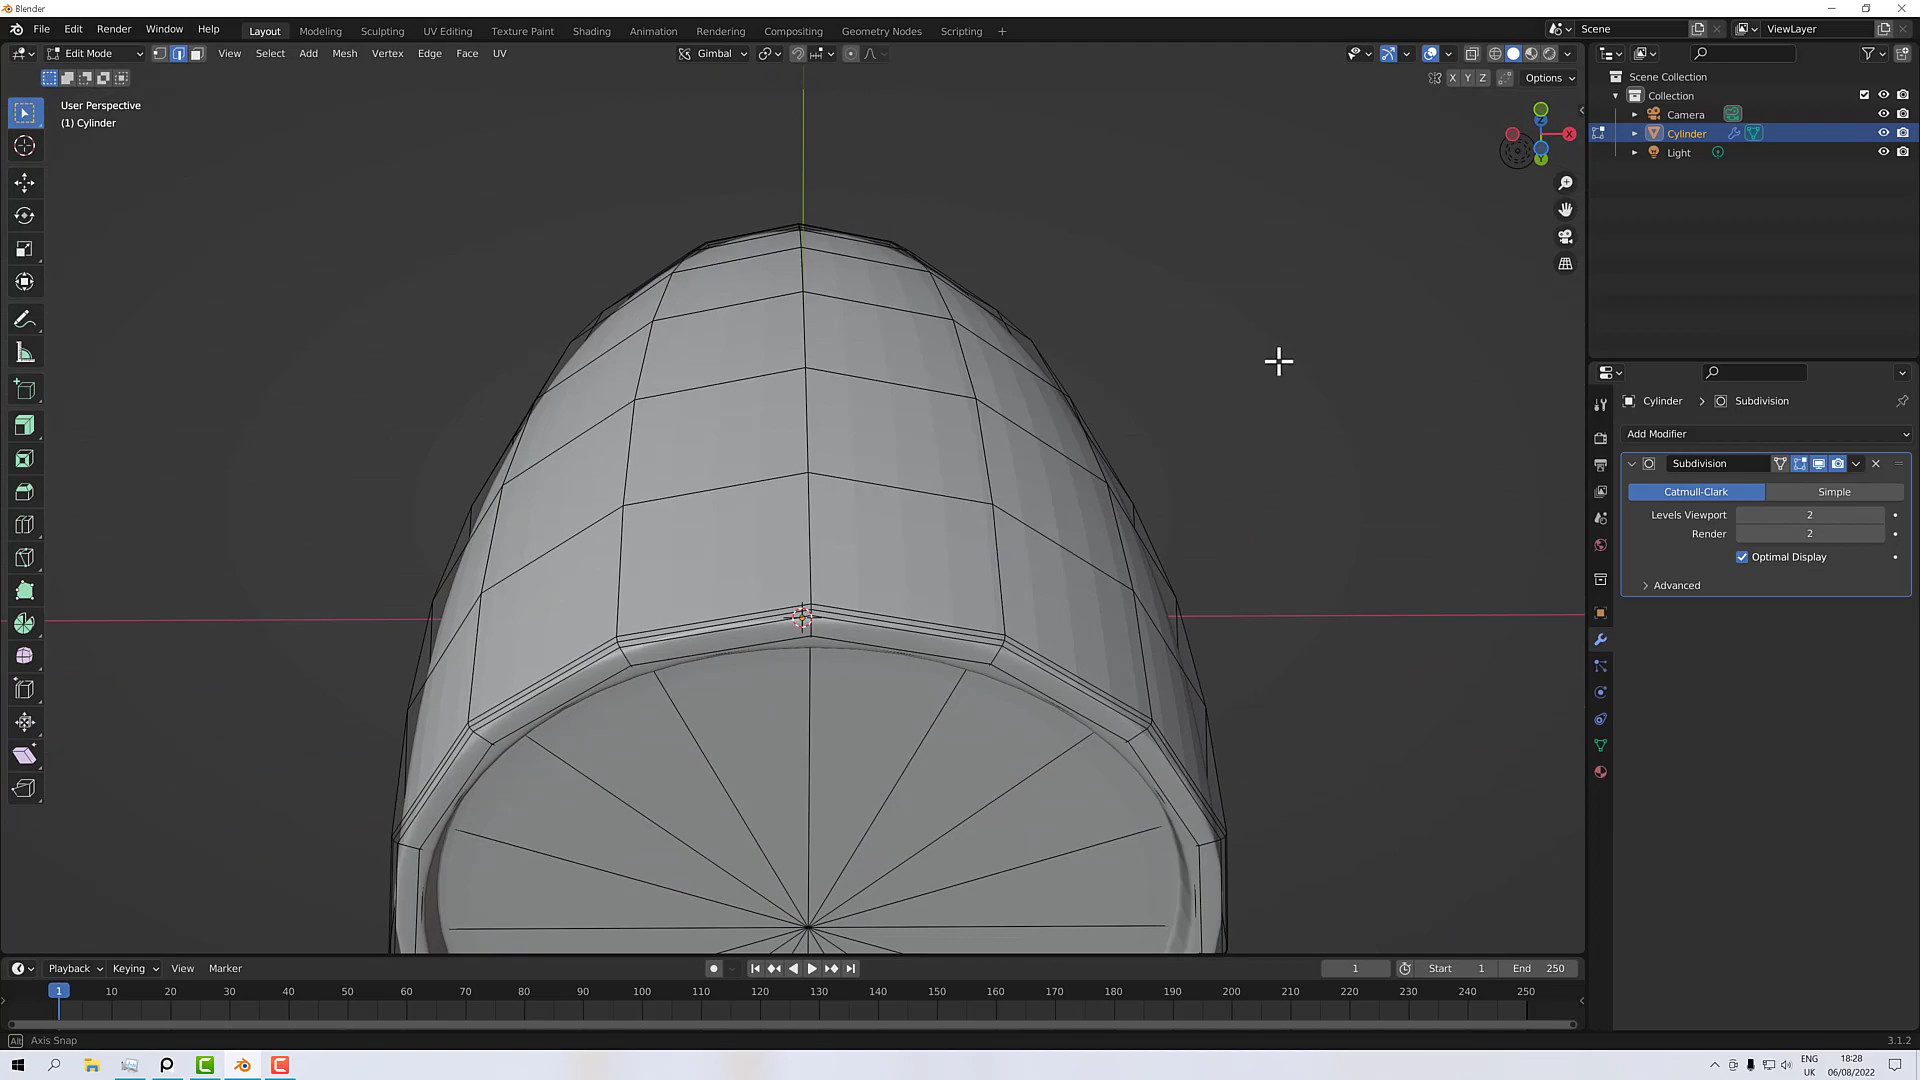 Blender
File Edit Render Window Help Layout Modeling Sculpting UV Editing Texture Paint Shading Animation Rendering Compositing Geometry Nodes Scripting + Scene ViewLayer
Edit Mode View Select Add Mesh Vertex Edge Face UV Gimbal
X Y Z Options
User Perspective
(1) Cylinder
X
Z
Y
Scene Collection
Collection
Camera
Cylinder
Light
Cylinder > Subdivision
Add Modifier
Subdivision
Catmull-Clark Simple
Levels Viewport 2
Render 2
Optimal Display
Advanced
Playback Keying View Marker 1 Start 1 End 250
1 10 20 30 40 50 60 70 80 90 100 110 120 130 140 150 160 170 180 190 200 210 220 230 240 250
Alt Axis Snap 3.1.2
ENG 18:28
UK 06/08/2022